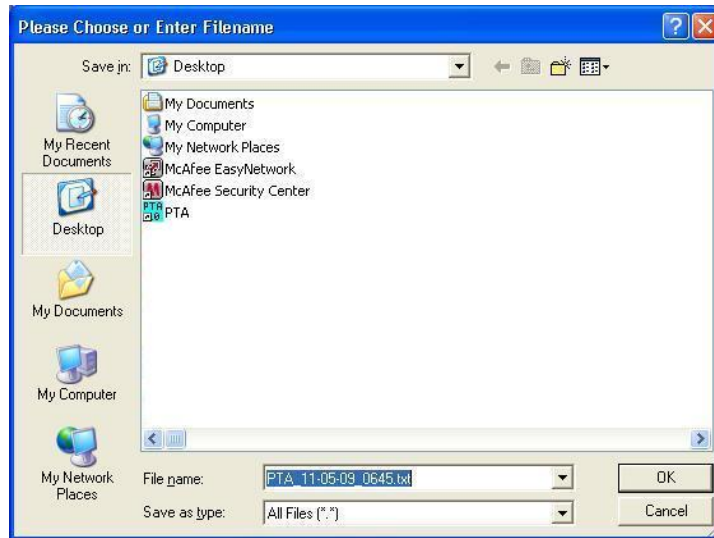 Please Choose or Enter Filename
Save in:
Desktop
My Recent
Documents
Desktop
My Documents
My Computer
My Network
Places
My Documents
My Computer
My Network Places
McAfee EasyNetwork
McAfee Security Center
PTA
File name:
PTA_11-05-09_0645.txt
OK
Save as type:
All Files (*.*)
Cancel